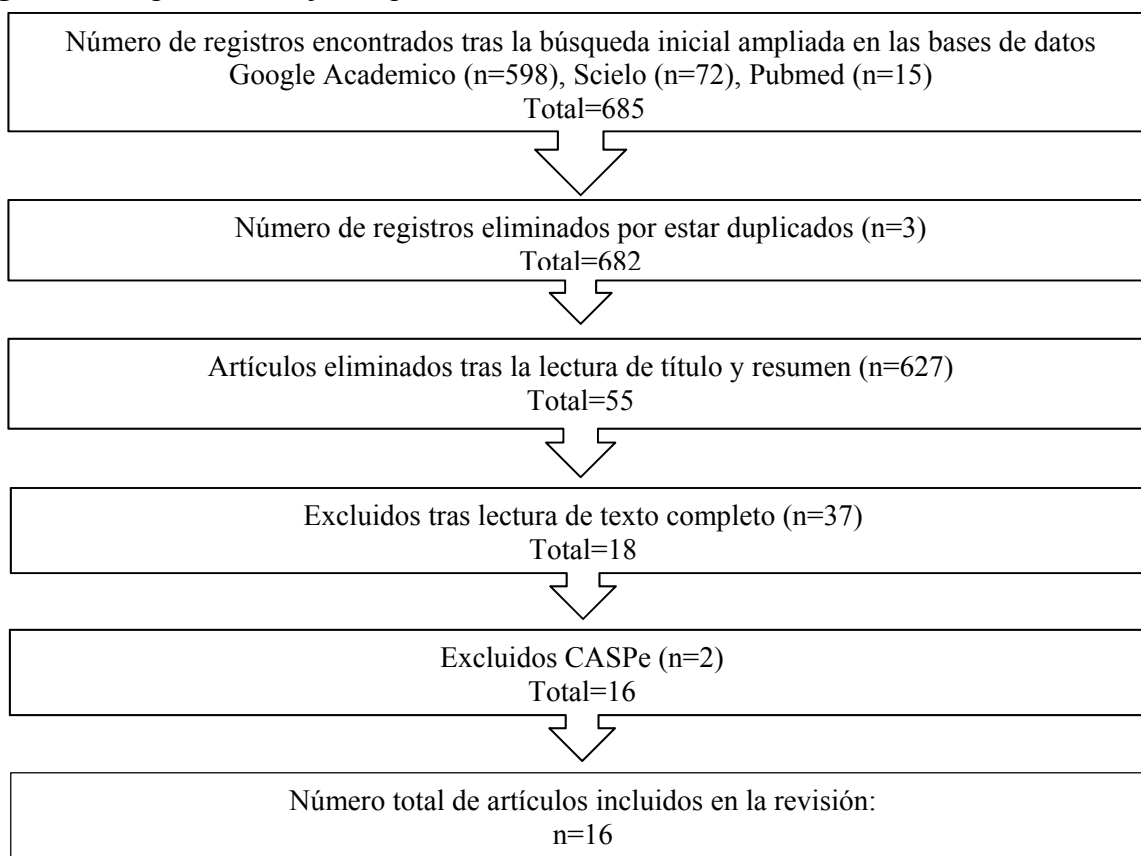 Número de registros encontrados tras la búsqueda inicial ampliada en las bases de datos
Google Academico (n=598), Scielo (n=72), Pubmed (n=15)
Total=685
Número de registros eliminados por estar duplicados (n=3)
Total=682
Artículos eliminados tras la lectura de título y resumen (n=627)
Total=55
Excluidos tras lectura de texto completo (n=37)
Total=18
Excluidos CASPe (n=2)
Total=16
Número total de artículos incluidos en la revisión:
n=16